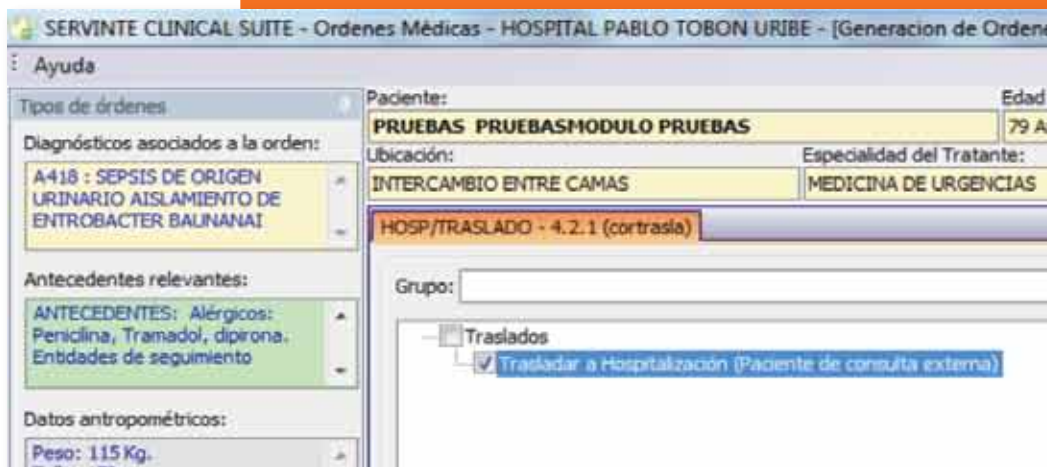 SERVINTE CLINICAL SUITE - Ordenes Médicas - HOSPITAL PABLO TOBON URIBE - [Generacion de Ordene
Ayuda
Tipos de órdenes
Diagnósticos asociados a la orden:
A418 : SEPSIS DE ORIGEN
URINARIO AISLAMIENTO DE
ENTROBACTER BAUNANAI
Antecedentes relevantes:
ANTECEDENTES: Alérgicos:
Penicilina, Tramadol, dipirona.
Entidades de seguimiento
Datos antropométricos:
Peso: 115 Kg.
Paciente:
Edad
PRUEBAS PRUEBASMODULO PRUEBAS
79 A
Ubicación:
Especialidad del Tratante:
INTERCAMBIO ENTRE CAMAS
MEDICINA DE URGENCIAS
HOSP/TRASLADO - 4.2.1 (cortrasla)
Grupo:
Traslados
Trasladar a Hospitalización (Paciente de consulta externa)